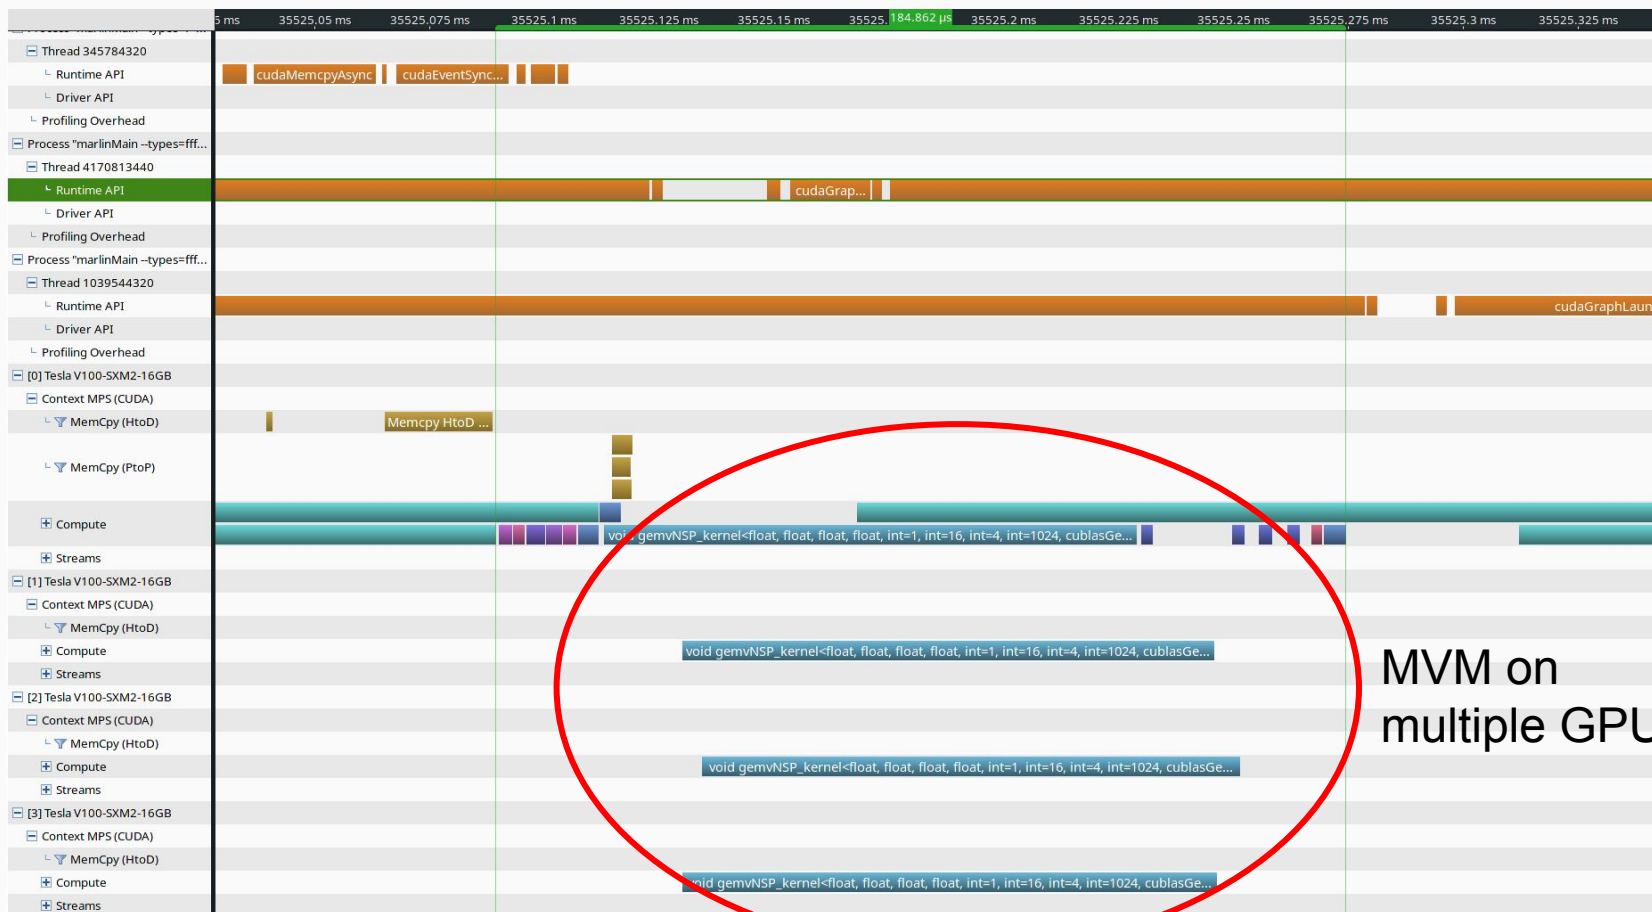 5 ms 35525.05 ms 35525.075 ms 35525.1 ms 35525.125 ms 35525.15 ms 35525. 184.862 µs 35525.2 ms 35525.225 ms 35525.25 ms 35525.275 ms 35525.3 ms 35525.325 ms
Thread 345784320
Runtime API cudaMemcpyAsync cudaEventSync...
Driver API
Profiling Overhead
Process "marlinMain --types=fff...
Thread 4170813440
Runtime API cudaGrap...
Driver API
Profiling Overhead
Process "marlinMain --types=fff...
Thread 1039544320
Runtime API cudaGraphLaun
Driver API
Profiling Overhead
[0] Tesla V100-SXM2-16GB
Context MPS (CUDA)
MemCpy (HtoD) Memcpy HtoD ...
MemCpy (PtoP)
Compute void gemvNSP_kernel<float, float, float, float, int=1, int=16, int=4, int=1024, cublasGe...
Streams
[1] Tesla V100-SXM2-16GB
Context MPS (CUDA)
MemCpy (HtoD)
Compute void gemvNSP_kernel<float, float, float, float, int=1, int=16, int=4, int=1024, cublasGe...
Streams
[2] Tesla V100-SXM2-16GB
Context MPS (CUDA)
MemCpy (HtoD)
Compute void gemvNSP_kernel<float, float, float, float, int=1, int=16, int=4, int=1024, cublasGe...
Streams
[3] Tesla V100-SXM2-16GB
Context MPS (CUDA)
MemCpy (HtoD)
Compute void gemvNSP_kernel<float, float, float, float, int=1, int=16, int=4, int=1024, cublasGe...
Streams
MVM on
multiple GPU